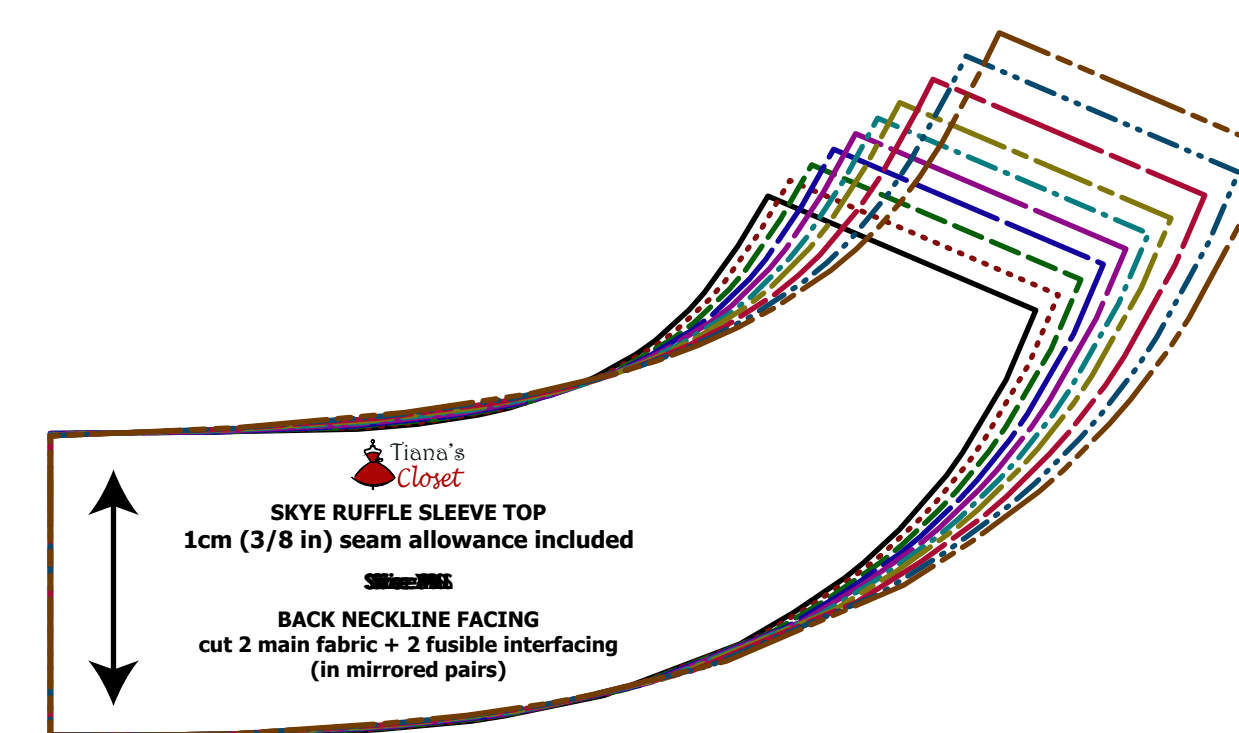 Tiana's
Closet
SKYE RUFFLE SLEEVE TOP
1cm (3/8 in) seam allowance included
BACK NECKLINE FACING
cut 2 main fabric + 2 fusible interfacing
(in mirrored pairs)